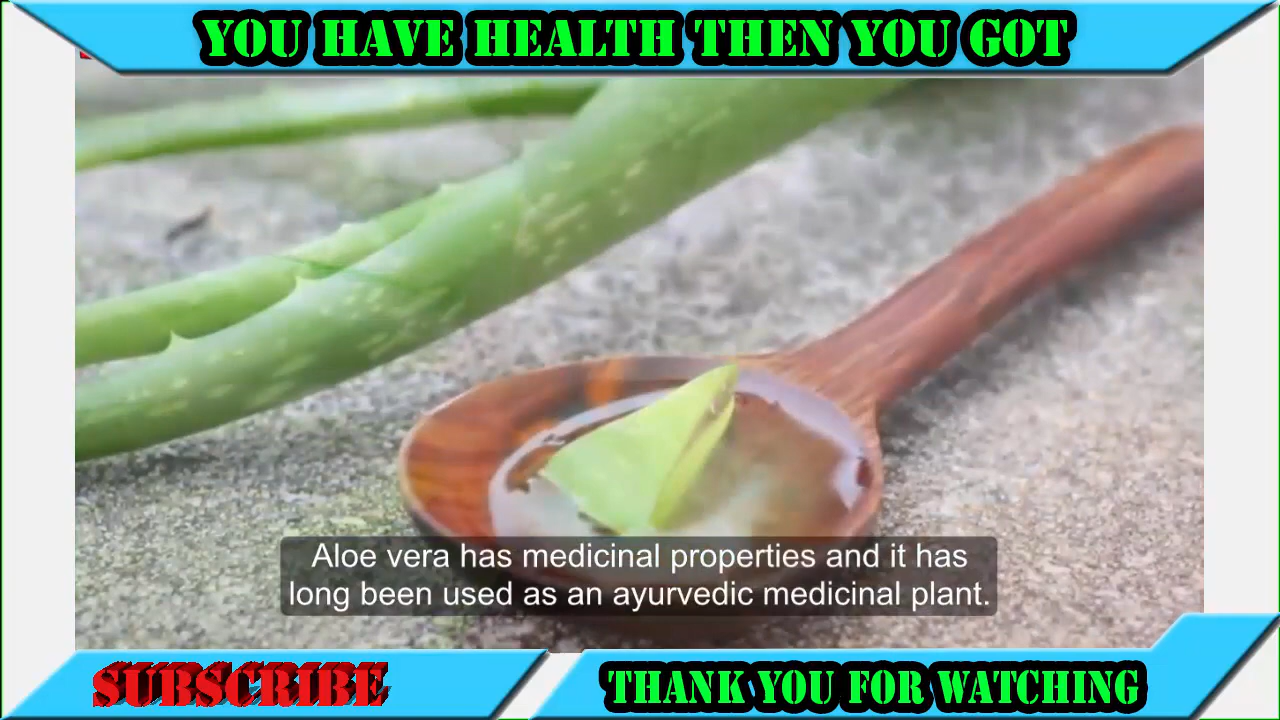 YOU HAVE HEALTH THEN YOU GOT
Aloe vera has medicinal properties and it has
long been used as an ayurvedic medicinal plant.
SUBSCRIBE
THANK YOU FOR WATCHING